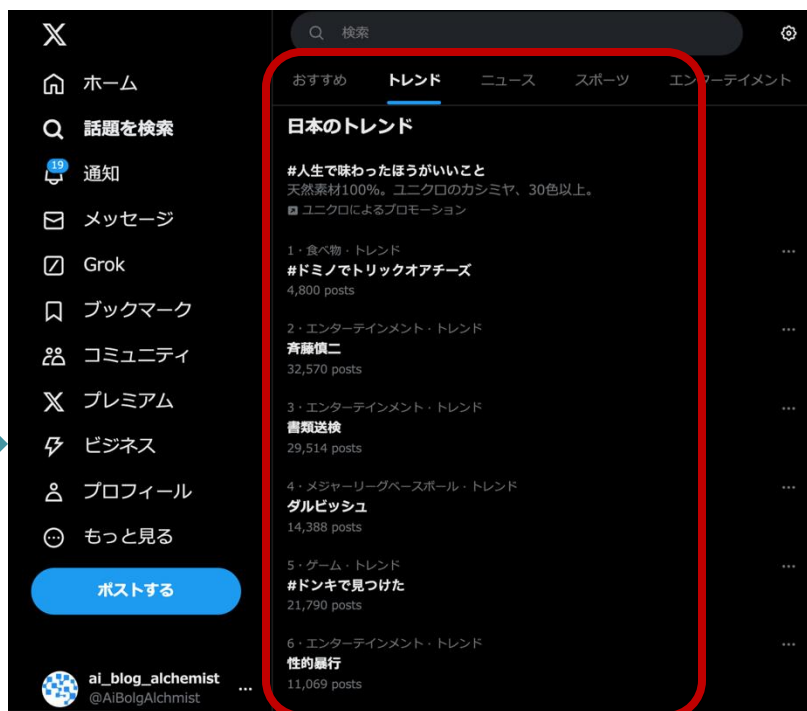 検索
ホーム
話題を検索
19
通知
メッセージ
Grok
ブックマーク
コミュニティ
プレミアム
ビジネス
プロフィール
もっと見る
ポストする
ai_blog_alchemist
@AiBolgAlchmist
おすすめ
トレンド
ニュース
スポーツ
エンターテイメント
日本のトレンド
#人生で味わったほうがいいこと
天然素材100%。ユニクロのカシミヤ、30色以上。
ユニクロによるプロモーション
1・食べ物・トレンド
#ドミノでトリックオアチーズ
4,800 posts
2・エンターテインメント・トレンド
斉藤慎二
32,570 posts
3・エンターテインメント・トレンド
書類送検
29,514 posts
4・メジャーリーグベースボール・トレンド
ダルビッシュ
14,388 posts
5・ゲーム・トレンド
#ドンキで見つけた
21,790 posts
6・エンターテインメント・トレンド
性的暴行
11,069 posts